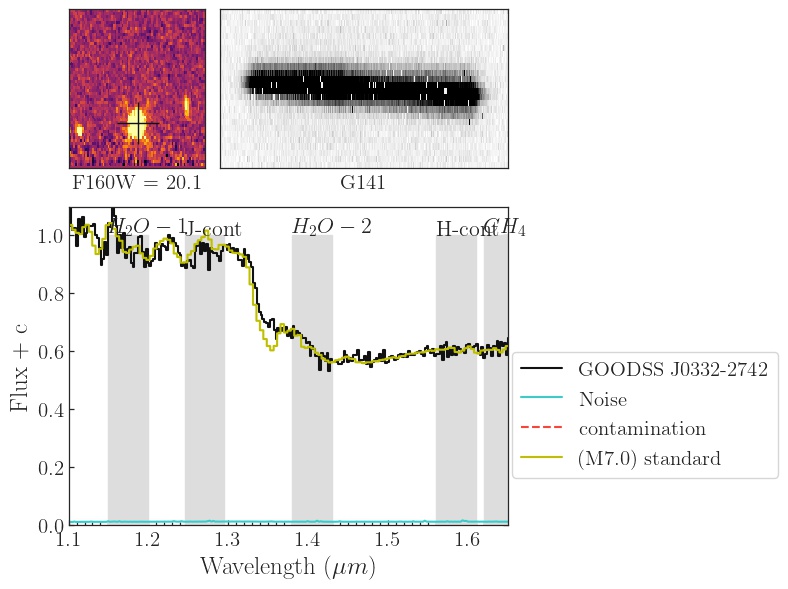 F160W = 20.1
G141
H₂O − 1
J-cont
H₂O − 2
H-cont
CH₄
1.0
0.8
0.6
0.4
0.2
0.0
Flux + c
1.1 1.2 1.3 1.4 1.5 1.6
Wavelength (μm)
GOODSS J0332-2742
Noise
contamination
(M7.0) standard